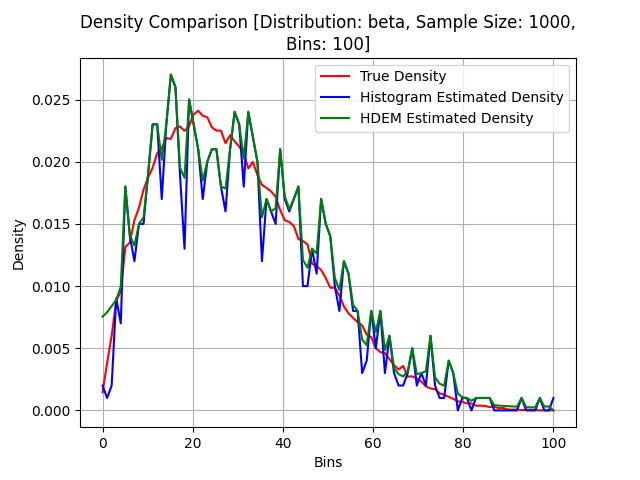 Density Comparison [Distribution: beta, Sample Size: 1000,
Bins: 100]
True Density
Histogram Estimated Density
HDEM Estimated Density
Density
0.025
0.020
0.015
0.010
0.005
0.000
0 20 40 60 80 100
Bins